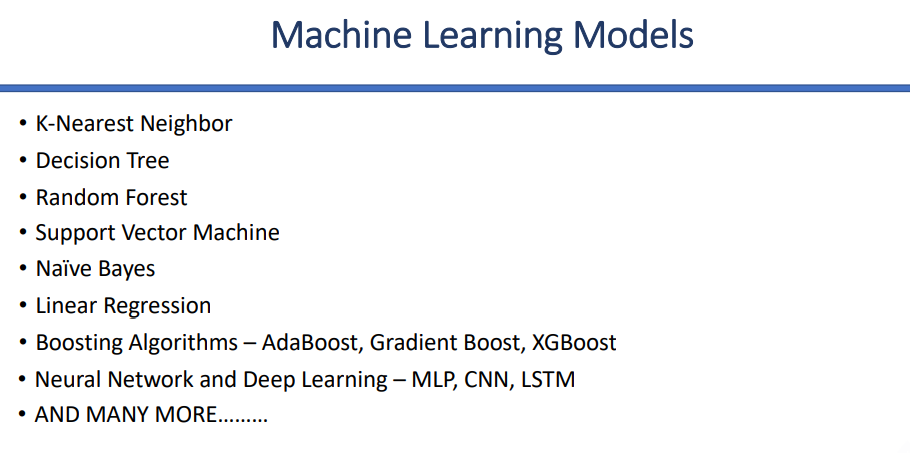 Machine Learning Models
• K-Nearest Neighbor
• Decision Tree
• Random Forest
• Support Vector Machine
• Naïve Bayes
• Linear Regression
• Boosting Algorithms – AdaBoost, Gradient Boost, XGBoost
• Neural Network and Deep Learning – MLP, CNN, LSTM
• AND MANY MORE………